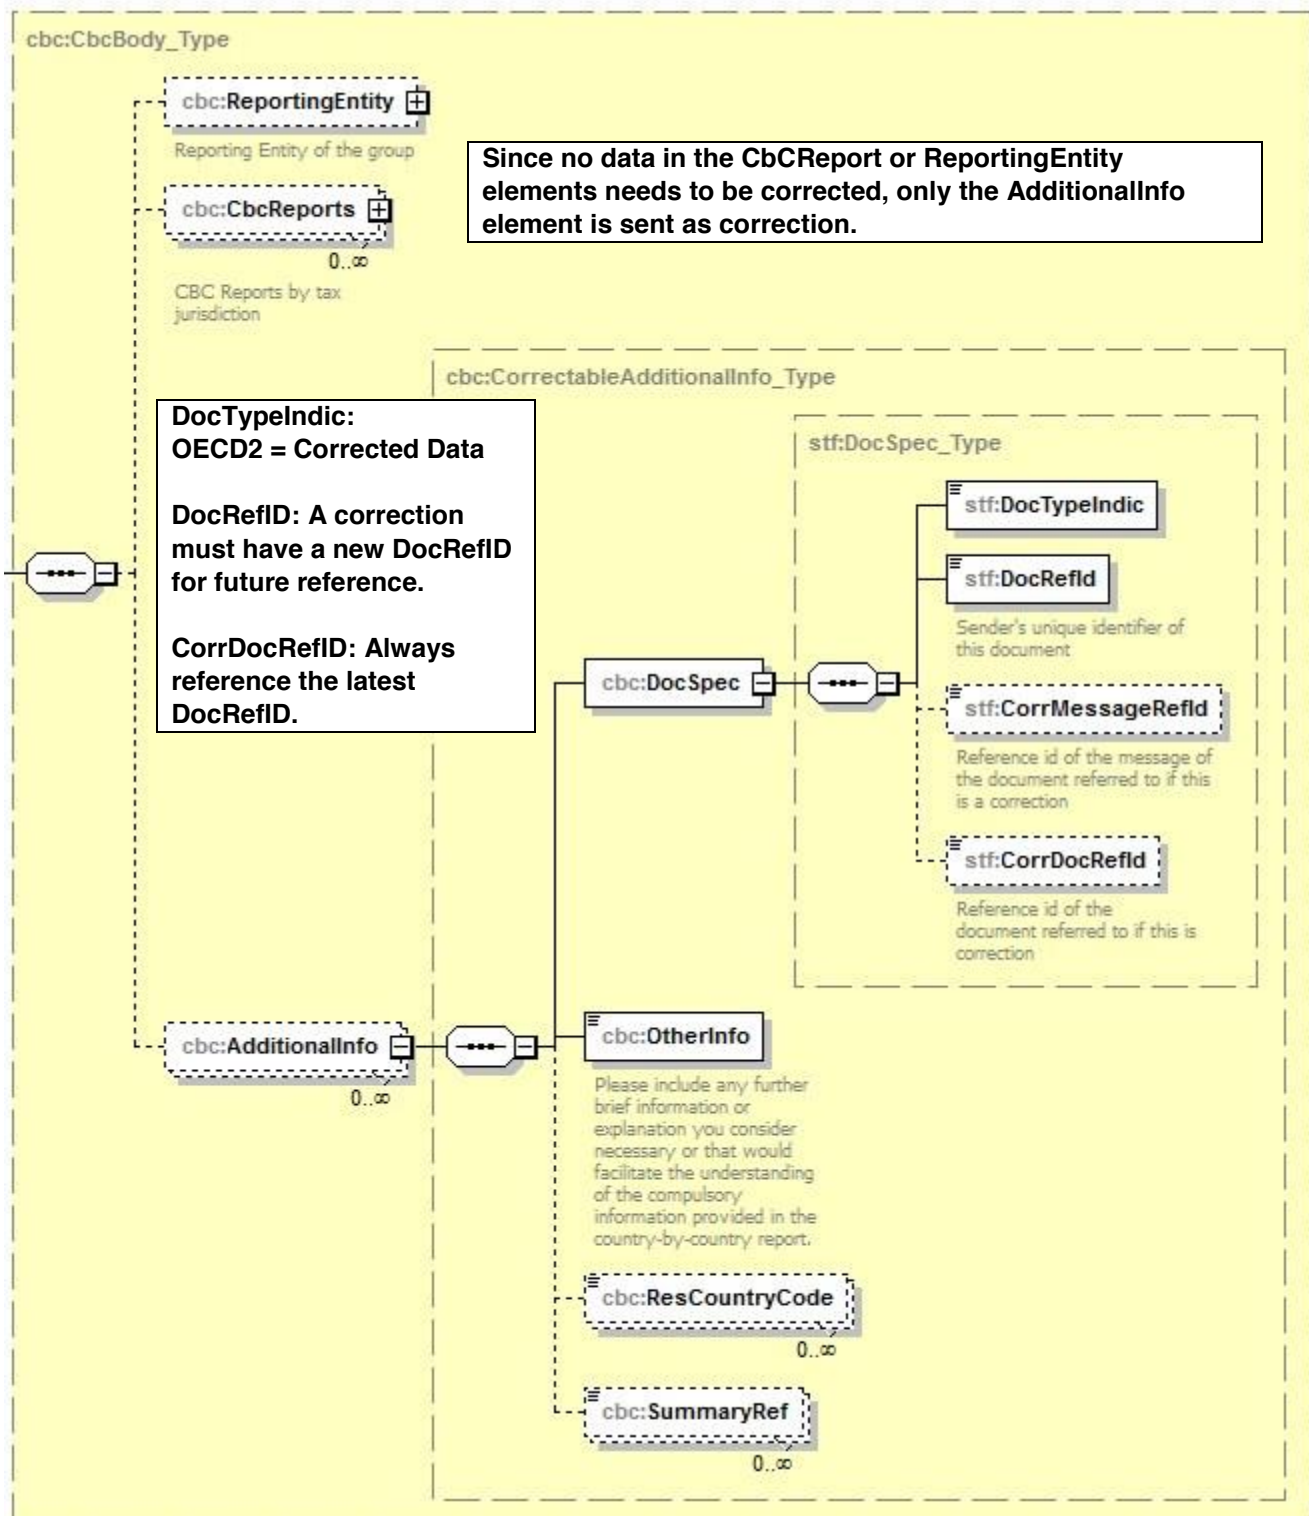 cbc:CbcBody_Type
cbc:ReportingEntity
Reporting Entity of the group
Since no data in the CbCReport or ReportingEntity
elements needs to be corrected, only the AdditionalInfo
element is sent as correction.
cbc:CbcReports
0..∞
CBC Reports by tax
jurisdiction
cbc:CorrectableAdditionalInfo_Type
DocTypeIndic:
OECD2 = Corrected Data
DocRefID: A correction
must have a new DocRefID
for future reference.
CorrDocRefID: Always
reference the latest
DocRefID.
stf:DocSpec_Type
stf:DocTypeIndic
stf:DocRefId
Sender's unique identifier of
this document
cbc:DocSpec
stf:CorrMessageRefId
Reference id of the message of
the document referred to if this
is a correction
stf:CorrDocRefId
Reference id of the
document referred to if this is
correction
cbc:AdditionalInfo
0..∞
cbc:OtherInfo
Please include any further
brief information or
explanation you consider
necessary or that would
facilitate the understanding
of the compulsory
information provided in the
country-by-country report.
cbc:ResCountryCode
0..∞
cbc:SummaryRef
0..∞